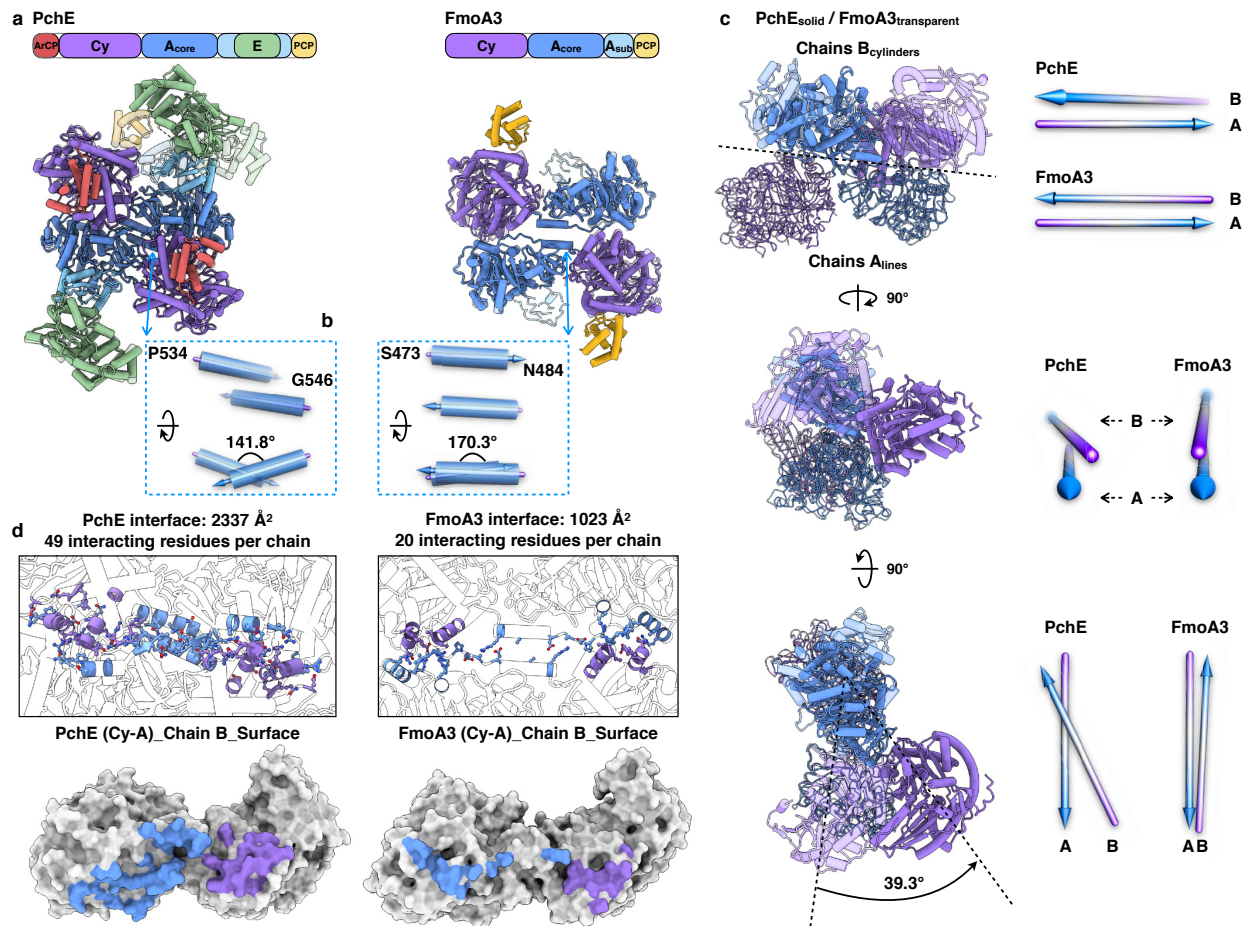 a
PchE
ArCP Cy Acore E PCP
FmoA3
Cy Acore Asub PCP
c
PchEsolid / FmoA3transparent
Chains Bcylinders
PchE
B
A
FmoA3
B
A
Chains Alines
90°
b
P534
G546
141.8°
S473
N484
170.3°
PchE
FmoA3
B
A
d
PchE interface: 2337 Å²
49 interacting residues per chain
FmoA3 interface: 1023 Å²
20 interacting residues per chain
90°
PchE
FmoA3
A
B
A B
39.3°
PchE (Cy-A)_Chain B_Surface
FmoA3 (Cy-A)_Chain B_Surface